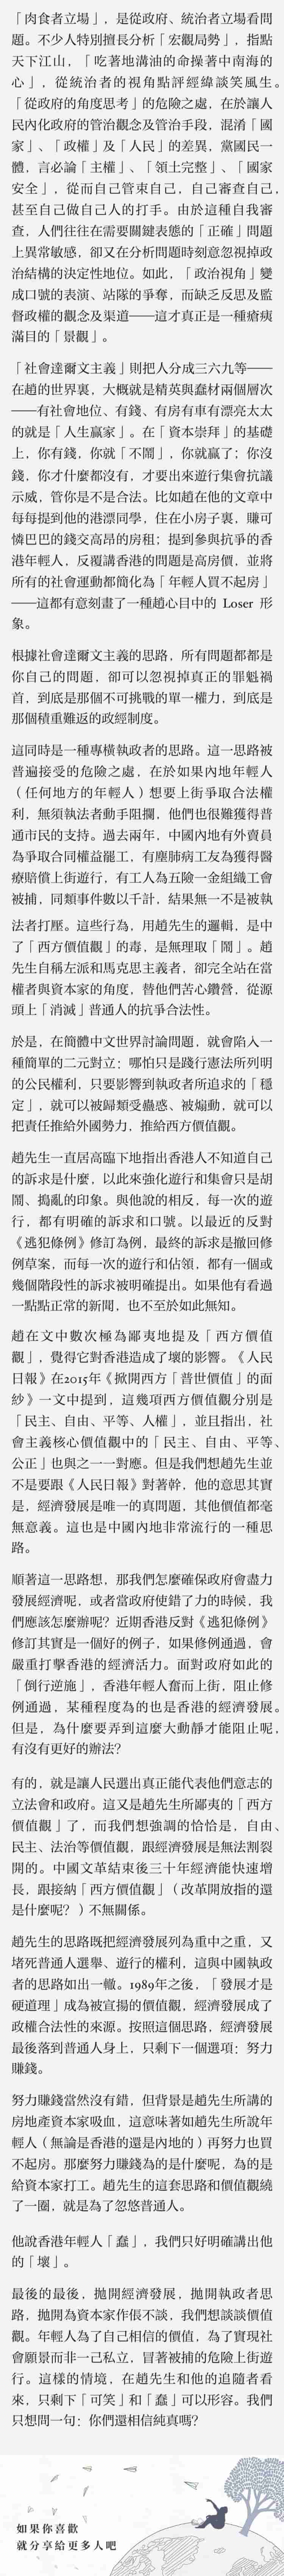 「肉食者立場」，是從政府、統治者立場看問
題。不少人特別擅長分析「宏觀局勢」，指點
天下江山，「吃著地溝油的命操著中南海的
心」，從統治者的視角點評經緯談笑風生。
「從政府的角度思考」的危險之處，在於讓人
民內化政府的管治觀念及管治手段，混淆「國
家」、「政權」及「人民」的差異，黨國民一
體，言必論「主權」、「領土完整」、「國家
安全」，從而自己管束自己，自己審查自己，
甚至自己做自己人的打手。由於這種自我審
查，人們往往在需要關鍵表態的「正確」問題
上異常敏感，卻又在分析問題時刻意忽視掉政
治結構的決定性地位。如此，「政治視角」變
成口號的表演、站隊的爭奪，而缺乏反思及監
督政權的觀念及渠道——這才真正是一種瘡痍
滿目的「景觀」。
「社會達爾文主義」則把人分成三六九等——
在趙的世界裏，大概就是精英與蠢材兩個層次
——有社會地位、有錢、有房有車有漂亮太太
的就是「人生贏家」。在「資本崇拜」的基礎
上，你有錢，你就「不鬧」，你就贏了；你沒
錢，你才什麼都沒有，才要出來遊行集會抗議
示威，管你是不是合法。比如趙在他的文章中
每每提到他的港漂同學，住在小房子裏，賺可
憐巴巴的錢交高昂的房租；提到參與抗爭的香
港年輕人，反覆講香港的問題是高房價，並將
所有的社會運動都簡化為「年輕人買不起房」
——這都有意刻畫了一種趙心目中的 Loser 形
象。
根據社會達爾文主義的思路，所有問題都都是
你自己的問題，卻可以忽視掉真正的罪魁禍
首，到底是那個不可挑戰的單一權力，到底是
那個積重難返的政經制度。
這同時是一種專橫執政者的思路。這一思路被
普遍接受的危險之處，在於如果內地年輕人
（任何地方的年輕人）想要上街爭取合法權
利，無須執法者動手阻攔，他們也很難獲得普
通市民的支持。過去兩年，中國內地有外賣員
為爭取合同權益罷工，有塵肺病工友為獲得醫
療賠償上街遊行，有工人為五險一金組織工會
被捕，同類事件數以千計，結果無一不是被執
法者打壓。這些行為，用趙先生的邏輯，是中
了「西方價值觀」的毒，是無理取「鬧」。趙
先生自稱左派和馬克思主義者，卻完全站在當
權者與資本家的角度，替他們苦心鑽營，從源
頭上「消滅」普通人的抗爭合法性。
於是，在簡體中文世界討論問題，就會陷入一
種簡單的二元對立：哪怕只是踐行憲法所列明
的公民權利，只要影響到執政者所追求的「穩
定」，就可以被歸類受蠱惑、被煽動，就可以
把責任推給外國勢力，推給西方價值觀。
趙先生一直居高臨下地指出香港人不知道自己
的訴求是什麼，以此來強化遊行和集會只是胡
鬧、搗亂的印象。與他說的相反，每一次的遊
行，都有明確的訴求和口號。以最近的反對
《逃犯條例》修訂為例，最終的訴求是撤回修
例草案，而每一次的遊行和佔領，都有一個或
幾個階段性的訴求被明確提出。如果他有看過
一點點正常的新聞，也不至於如此無知。
趙在文中數次極為鄙夷地提及「西方價值
觀」，覺得它對香港造成了壞的影響。《人民
日報》在2015年《掀開西方「普世價值」的面
紗》一文中提到，這幾項西方價值觀分別是
「民主、自由、平等、人權」，並且指出，社
會主義核心價值觀中的「民主、自由、平等、
公正」也與之一一對應。但是我們想趙先生並
不是要跟《人民日報》對著幹，他的意思其實
是，經濟發展是唯一的真問題，其他價值都毫
無意義。這也是中國內地非常流行的一種思
路。
順著這一思路想，那我們怎麼確保政府會盡力
發展經濟呢，或者當政府使錯了力的時候，我
們應該怎麼辦呢？近期香港反對《逃犯條例》
修訂其實是一個好的例子，如果修例通過，會
嚴重打擊香港的經濟活力。面對政府如此的
「倒行逆施」，香港年輕人奮而上街，阻止修
例通過，某種程度為的也是香港的經濟發展。
但是，為什麼要弄到這麼大動靜才能阻止呢，
有沒有更好的辦法？
有的，就是讓人民選出真正能代表他們意志的
立法會和政府。這又是趙先生所鄙夷的「西方
價值觀」了，而我們想強調的恰恰是，自由、
民主、法治等價值觀，跟經濟發展是無法割裂
開的。中國文革結束後三十年經濟能快速增
長，跟接納「西方價值觀」（改革開放指的還
是什麼呢？）不無關係。
趙先生的思路既把經濟發展列為重中之重，又
堵死普通人選舉、遊行的權利，這與中國執政
者的思路如出一轍。1989年之後，「發展才是
硬道理」成為被宣揚的價值觀，經濟發展成了
政權合法性的來源。按照這個思路，經濟發展
最後落到普通人身上，只剩下一個選項：努力
賺錢。
努力賺錢當然沒有錯，但背景是趙先生所講的
房地產資本家吸血，這意味著如趙先生所說年
輕人（無論是香港的還是內地的）再努力也買
不起房。那麼努力賺錢為的是什麼呢，為的是
給資本家打工。趙先生的這套思路和價值觀繞
了一圈，就是為了忽悠普通人。
他說香港年輕人「蠢」，我們只好明確講出他
的「壞」。
最後的最後，拋開經濟發展，拋開執政者思
路，拋開為資本家作倀不談，我們想談談價值
觀。年輕人為了自己相信的價值，為了實現社
會願景而非一己私立，冒著被捕的危險上街遊
行。這樣的情境，在趙先生和他的追隨者看
來，只剩下「可笑」和「蠢」可以形容。我們
只想問一句：你們還相信純真嗎？
如果你喜歡
就分享給更多人吧